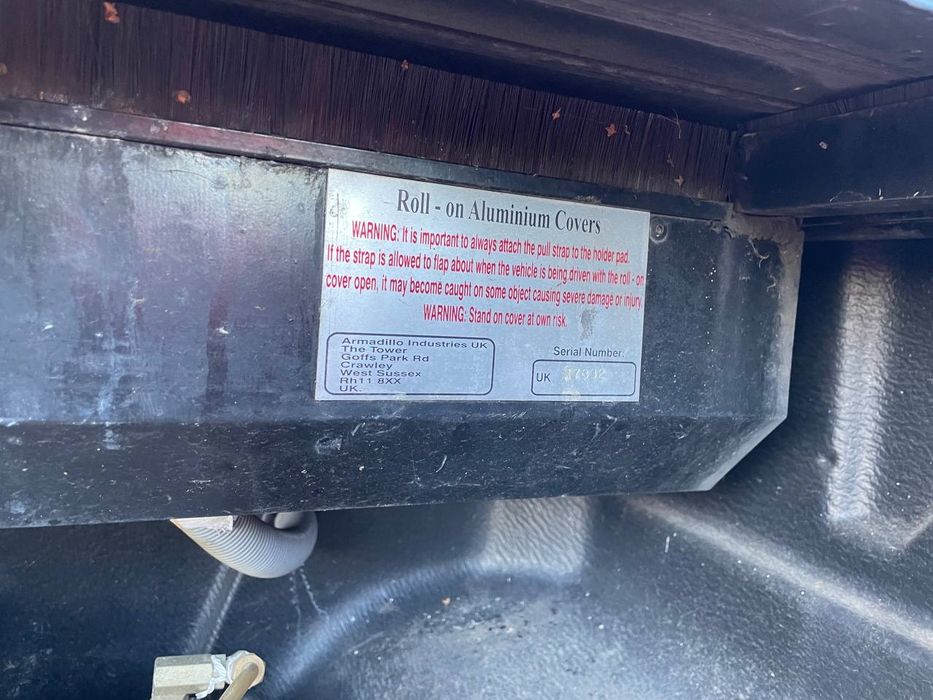 Roll - on Aluminium Covers
WARNING: It is important to always attach the pull strap to the holder pad.
If the strap is allowed to flap about when the vehicle is being driven with the roll - on
cover open, it may become caught on some object causing severe damage or injury
WARNING: Stand on cover at own risk.
Armadillo Industries UK
The Tower
Goffs Park Rd
Crawley
West Sussex
Rh11 8XX
UK.
Serial Number:
UK